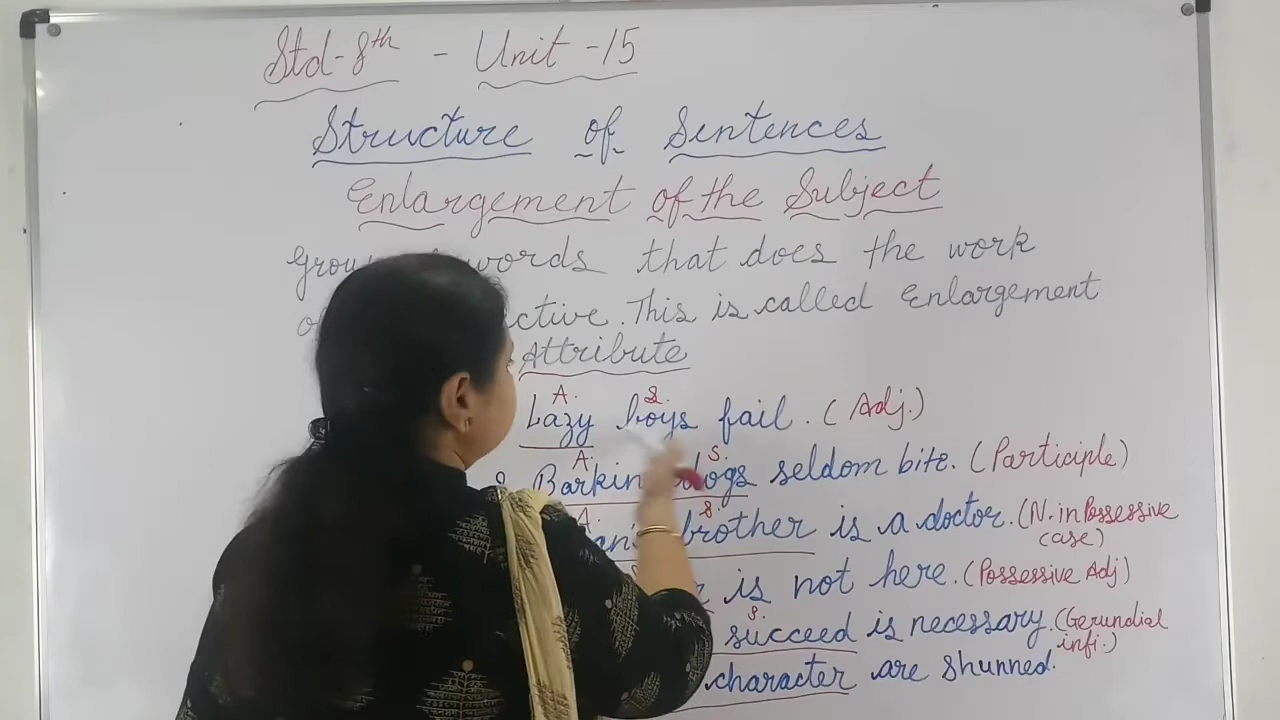 Std-8th - Unit-15
Structure of Sentences
Enlargement of the Subject
words that does the work
This is called Enlargement
Attribute
A. S.
Lazy boys fail. (Adj.)
A. S.
dogs seldom bite. (Participle)
A. S.
brother is a doctor. (N. in Possessive case)
is not here. (Possessive Adj)
S.
succeed is necessary. (Gerundial infi.)
character are shunned.